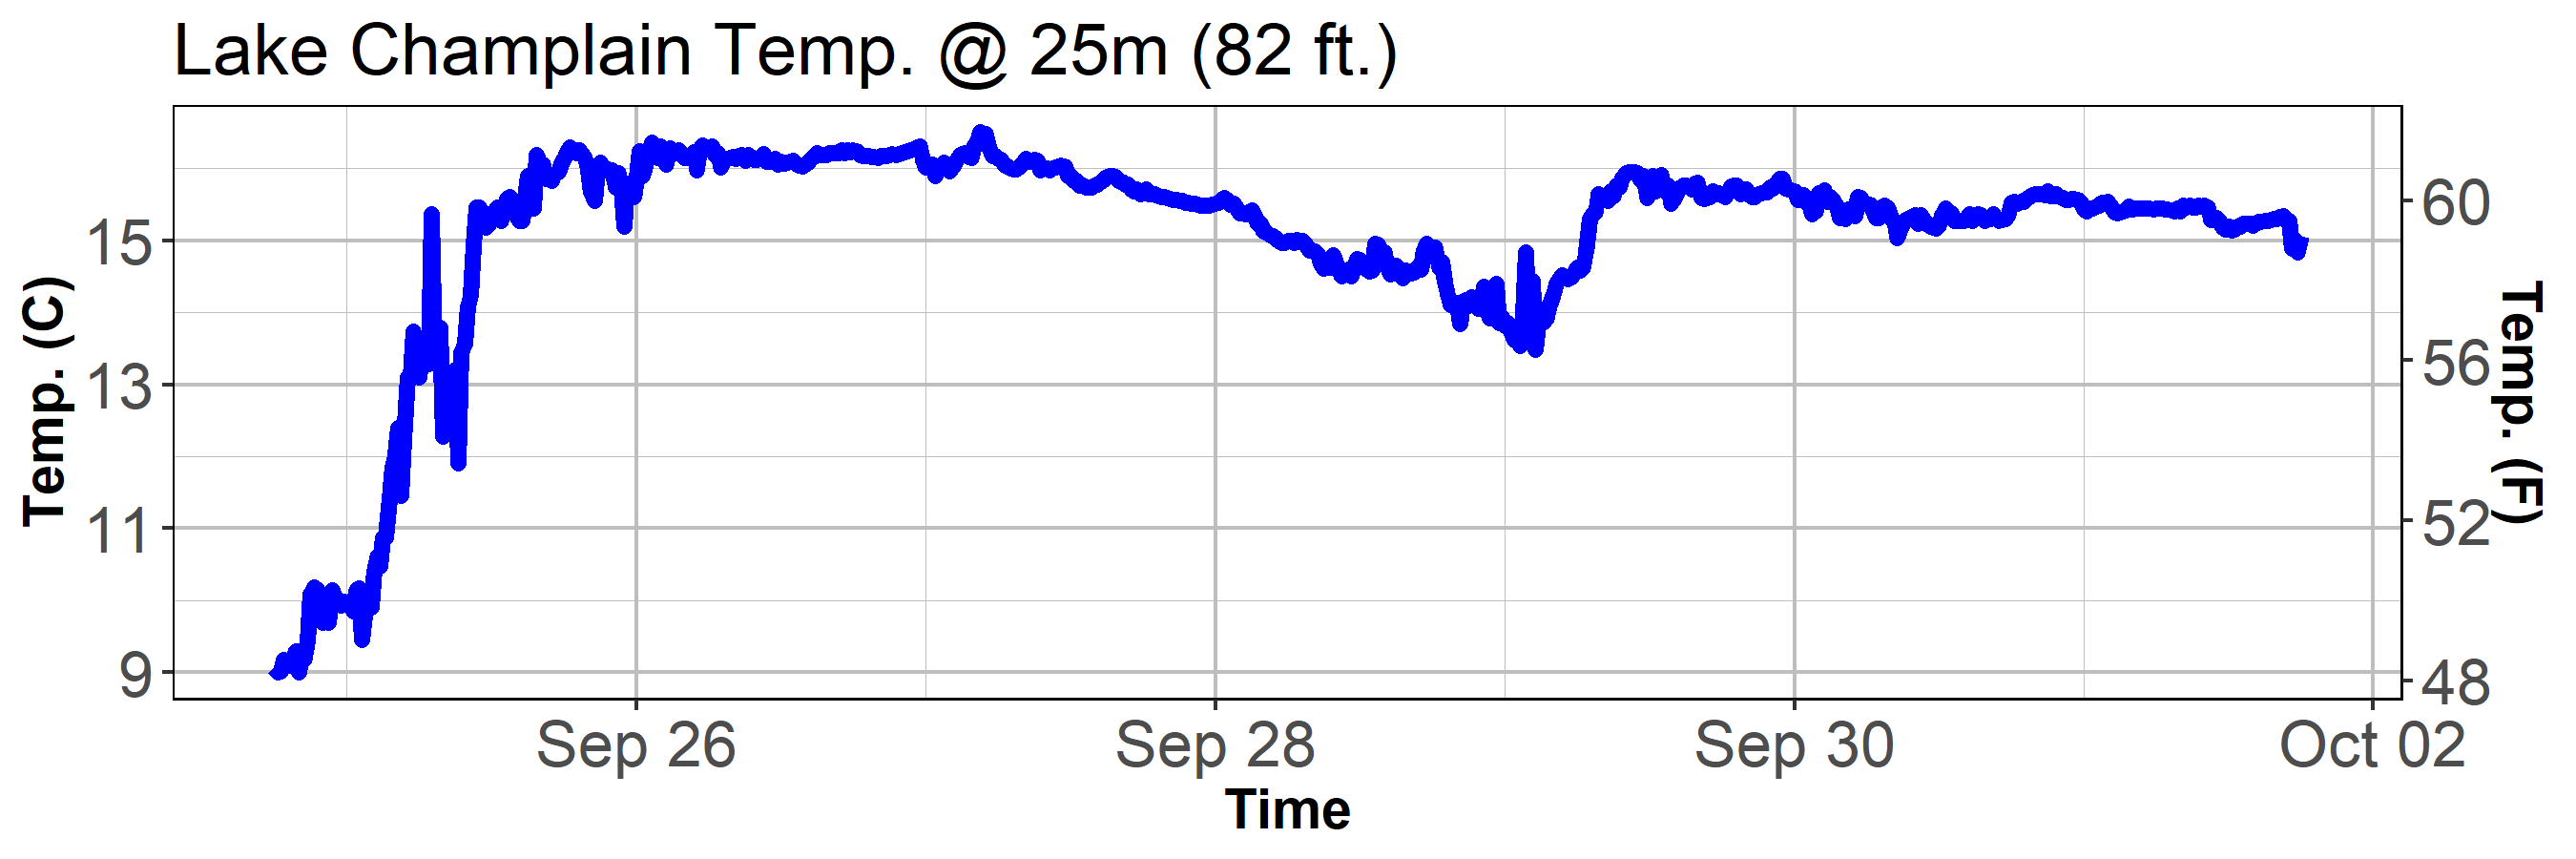 Lake Champlain Temp. @ 25m (82 ft.)
Temp. (C)
15
13
11
9
60
56
52
48
Temp. (F)
Sep 26
Sep 28
Sep 30
Oct 02
Time